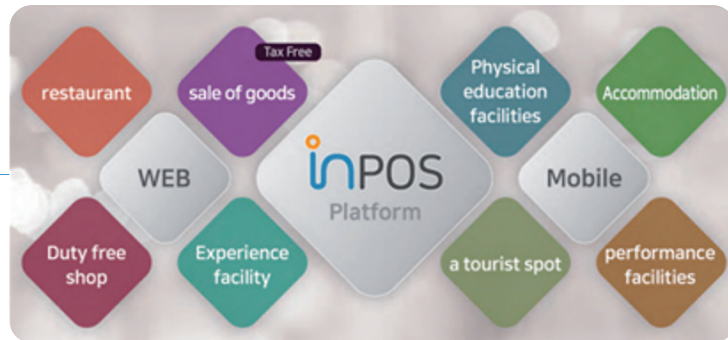 Tax Free
restaurant
sale of goods
Physical
education
facilities
Accommodation
WEB
inPOS
Platform
Mobile
Duty free
shop
Experience
facility
a tourist spot
performance
facilities